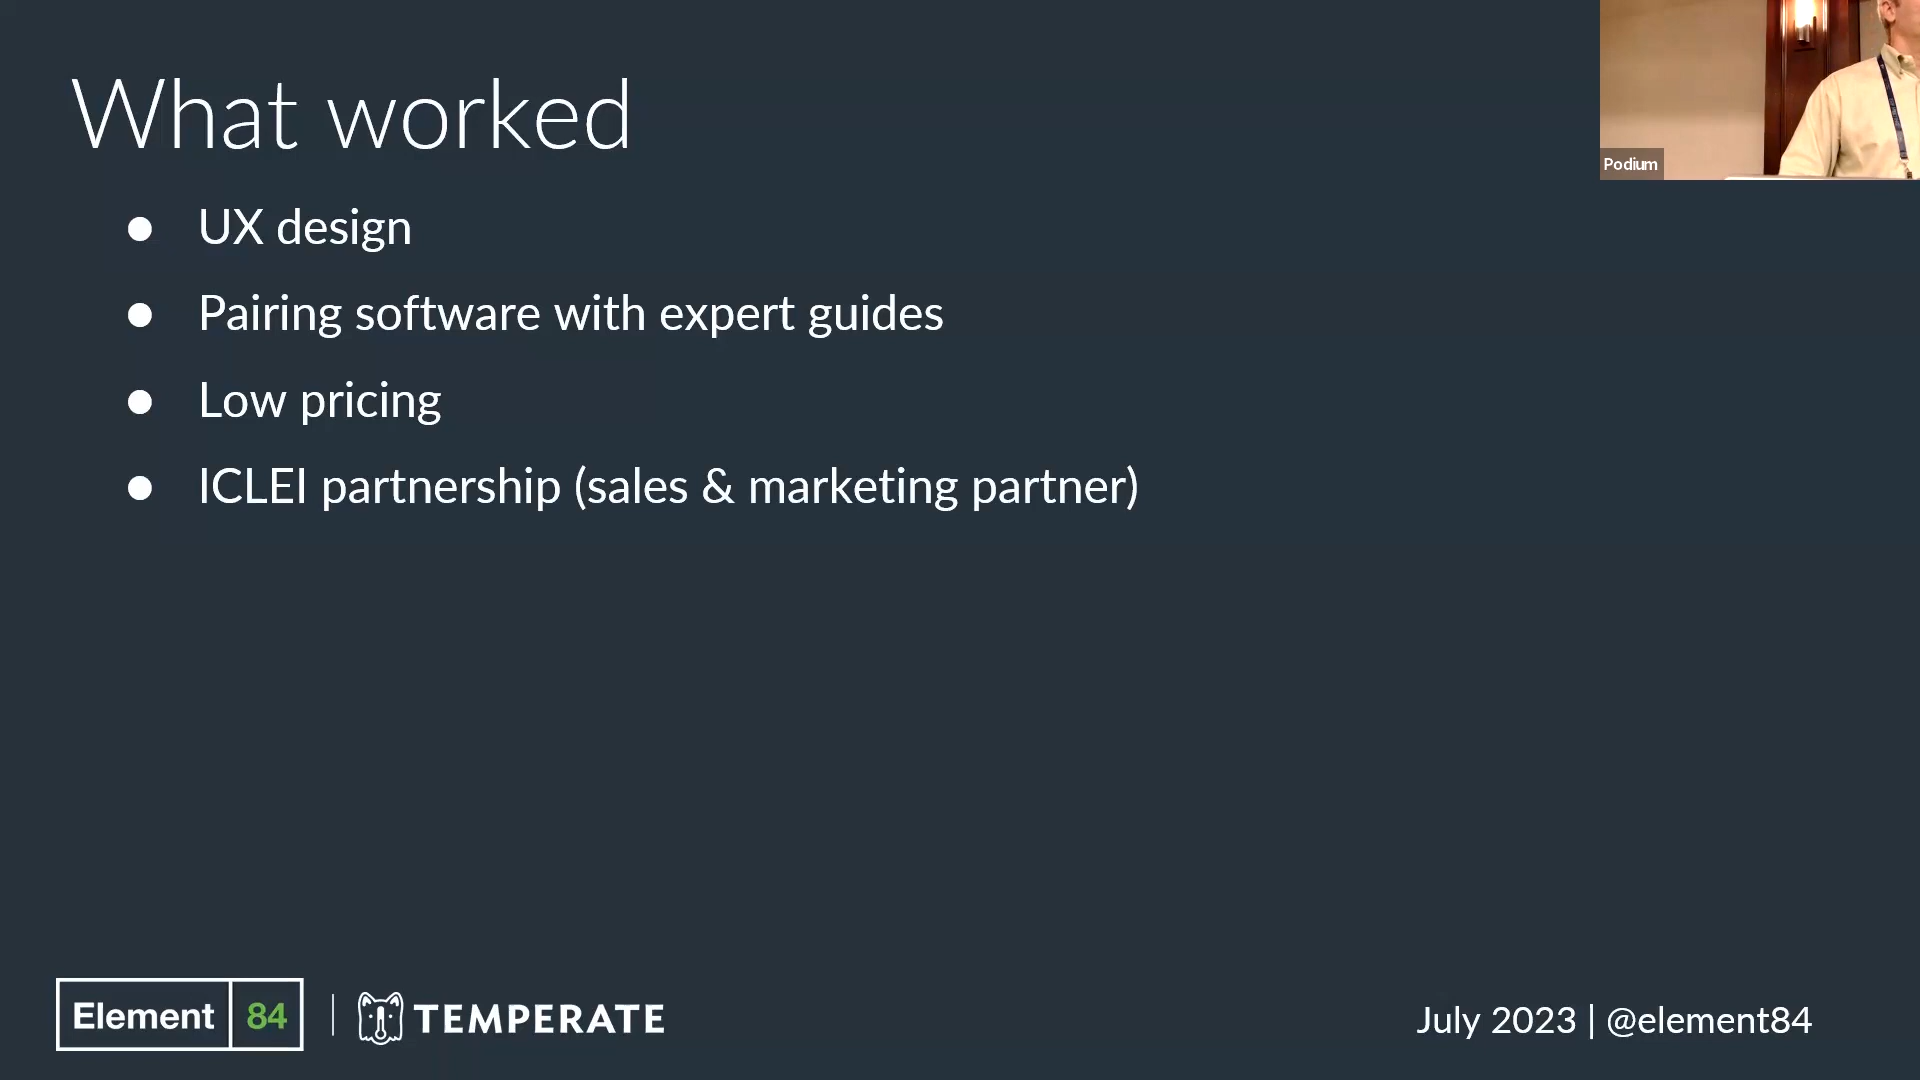 What worked
Podium
● UX design
● Pairing software with expert guides
● Low pricing
● ICLEI partnership (sales & marketing partner)
Element 84
TEMPERATE
July 2023 | @element84